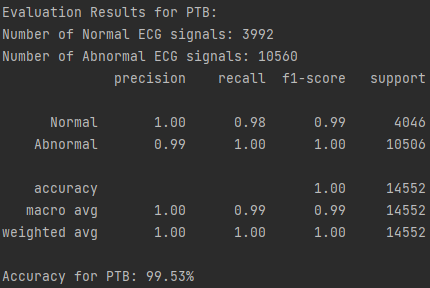 Evaluation Results for PTB:
Number of Normal ECG signals: 3992
Number of Abnormal ECG signals: 10560
precision recall f1-score support
Normal 1.00 0.98 0.99 4046
Abnormal 0.99 1.00 1.00 10506
accuracy 1.00 14552
macro avg 1.00 0.99 0.99 14552
weighted avg 1.00 1.00 1.00 14552
Accuracy for PTB: 99.53%